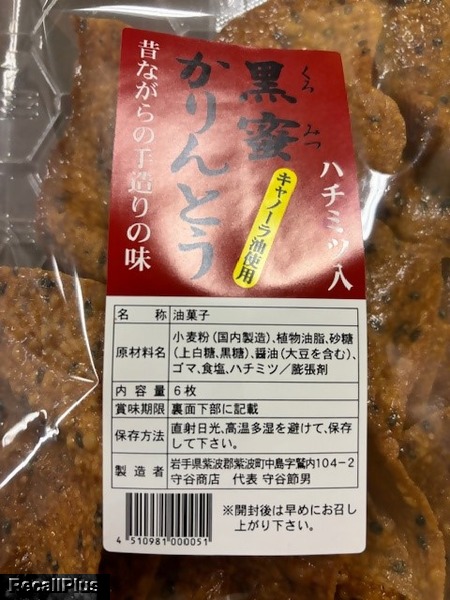 昔ながらの手造りの味
黒蜜
くろ みつ
かりんとう
キャノーラ油使用
ハチミツ入
名 称 油菓子
原材料名 小麦粉(国内製造)、植物油脂、砂糖
(上白糖、黒糖)、醤油(大豆を含む)、
ゴマ、食塩、ハチミツ/膨張剤
内 容 量 6枚
賞味期限 裏面下部に記載
保存方法 直射日光、高温多湿を避けて、保存
して下さい。
製 造 者 岩手県紫波郡紫波町中島字鷲内104-2
守谷商店 代表 守谷節男
※開封後は早めにお召し
上がり下さい。
4 510981 000051
RecallPlus